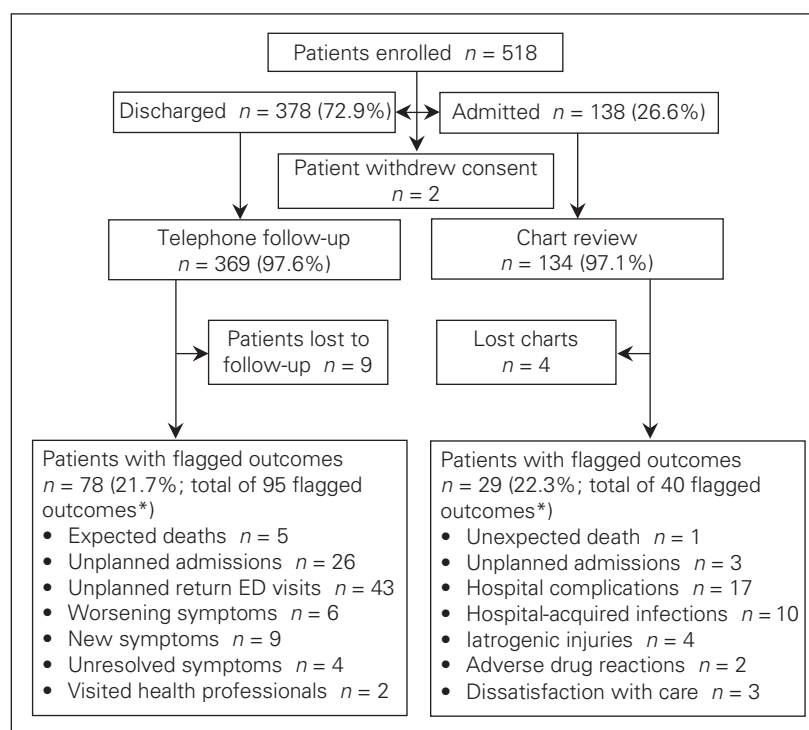 Patients enrolled n = 518
Discharged n = 378 (72.9%)
Admitted n = 138 (26.6%)
Patient withdrew consent
n = 2
Telephone follow-up
n = 369 (97.6%)
Chart review
n = 134 (97.1%)
Patients lost to
follow-up n = 9
Lost charts
n = 4
Patients with flagged outcomes
n = 78 (21.7%; total of 95 flagged
outcomes*)
• Expected deaths n = 5
• Unplanned admissions n = 26
• Unplanned return ED visits n = 43
• Worsening symptoms n = 6
• New symptoms n = 9
• Unresolved symptoms n = 4
• Visited health professionals n = 2
Patients with flagged outcomes
n = 29 (22.3%; total of 40 flagged
outcomes*)
• Unexpected death n = 1
• Unplanned admissions n = 3
• Hospital complications n = 17
• Hospital-acquired infections n = 10
• Iatrogenic injuries n = 4
• Adverse drug reactions n = 2
• Dissatisfaction with care n = 3